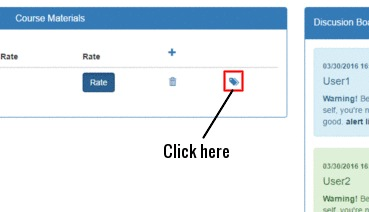 Course Materials
Rate Rate +
Rate
Click here
Discusion Boa
03/30/2016 16
User1
Warning! Be
self, you're n
good. alert li
03/30/2016 16
User2
Warning! Be
self, you're n